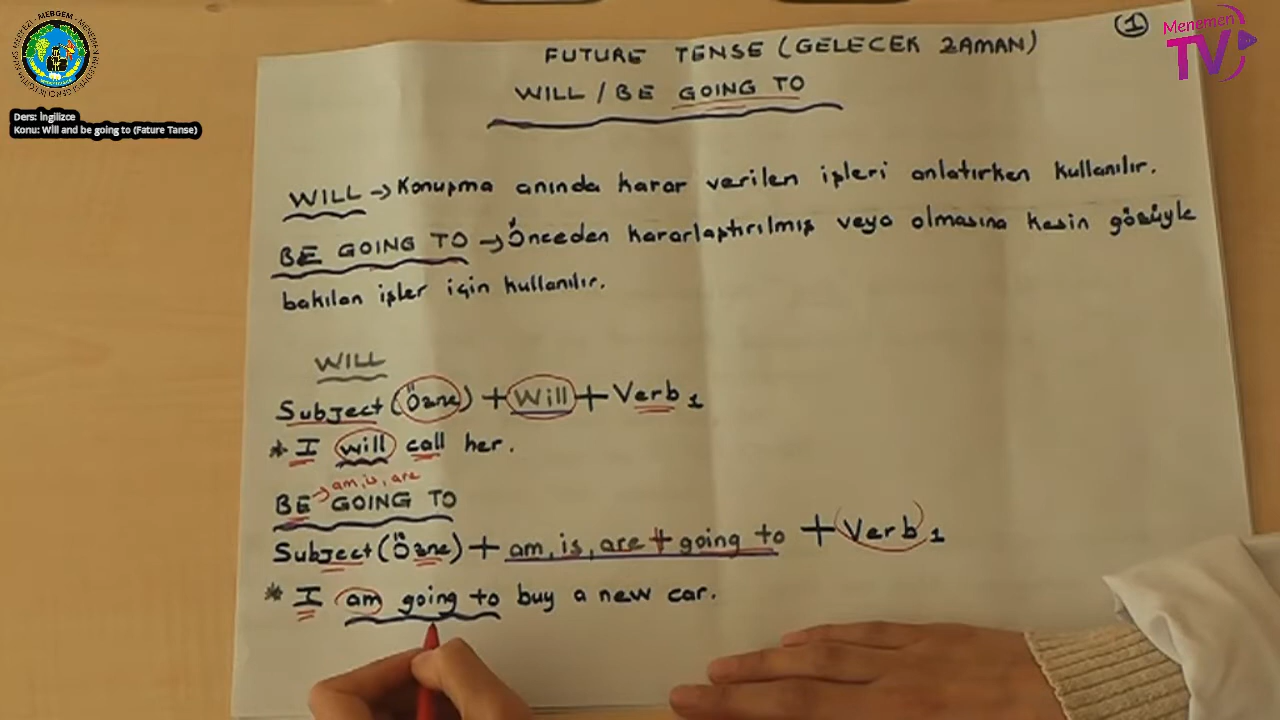 MEBGEM - MENEMEN
Ders: İngilizce
Konu: Will and be going to (Fature Tanse)
Menemen
TV
1
FUTURE TENSE (GELECEK ZAMAN)
WILL / BE GOING TO
WILL → Konuşma anında karar verilen işleri anlatırken kullanılır.
BE GOING TO → Önceden kararlaştırılmış veya olmasına kesin gözüyle
bakılan işler için kullanılır.
WILL
Subject (Özne) + Will + Verb 1
* I will call her.
→ am, is, are
BE GOING TO
Subject (Özne) + am, is, are + going to + Verb 1
* I am going to buy a new car.